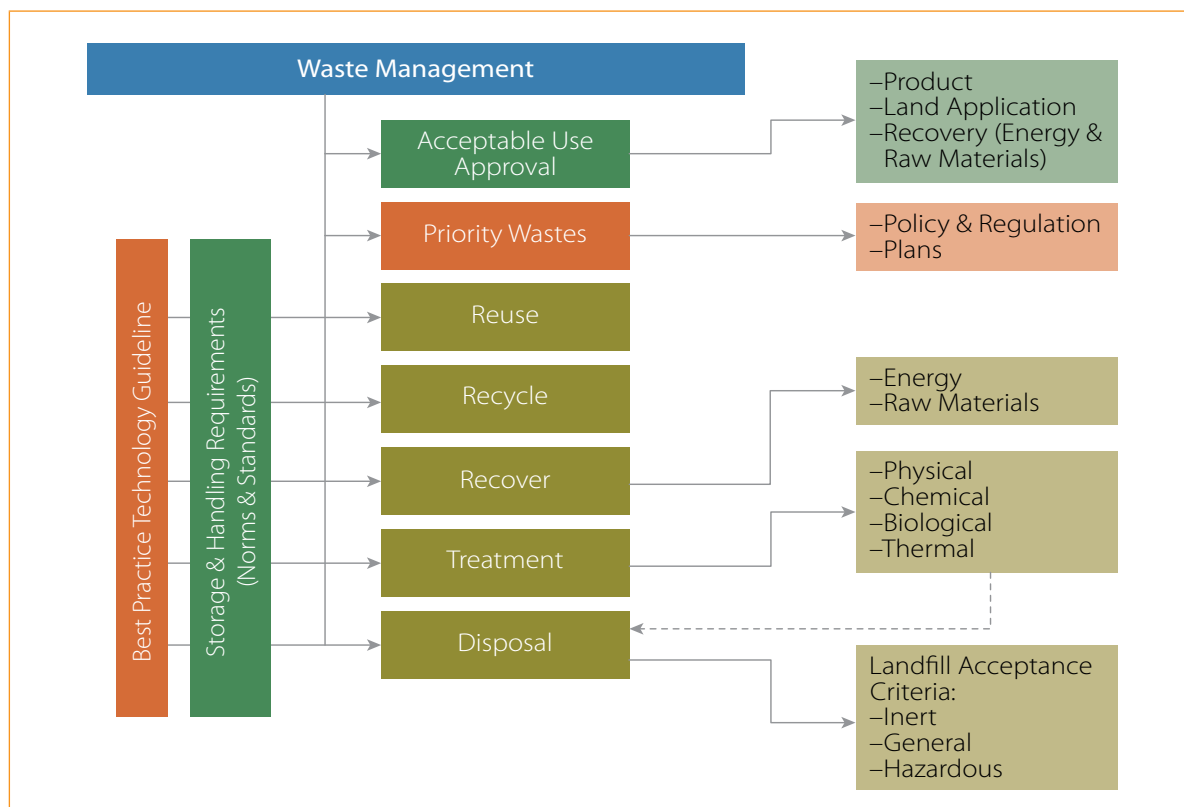 Waste Management
Acceptable Use
Approval
–Product
–Land Application
–Recovery (Energy &
Raw Materials)
Priority Wastes
–Policy & Regulation
–Plans
Best Practice Technology Guideline
Storage & Handling Requirements
(Norms & Standards)
Reuse
Recycle
Recover
–Energy
–Raw Materials
Treatment
–Physical
–Chemical
–Biological
–Thermal
Disposal
Landfill Acceptance
Criteria:
–Inert
–General
–Hazardous